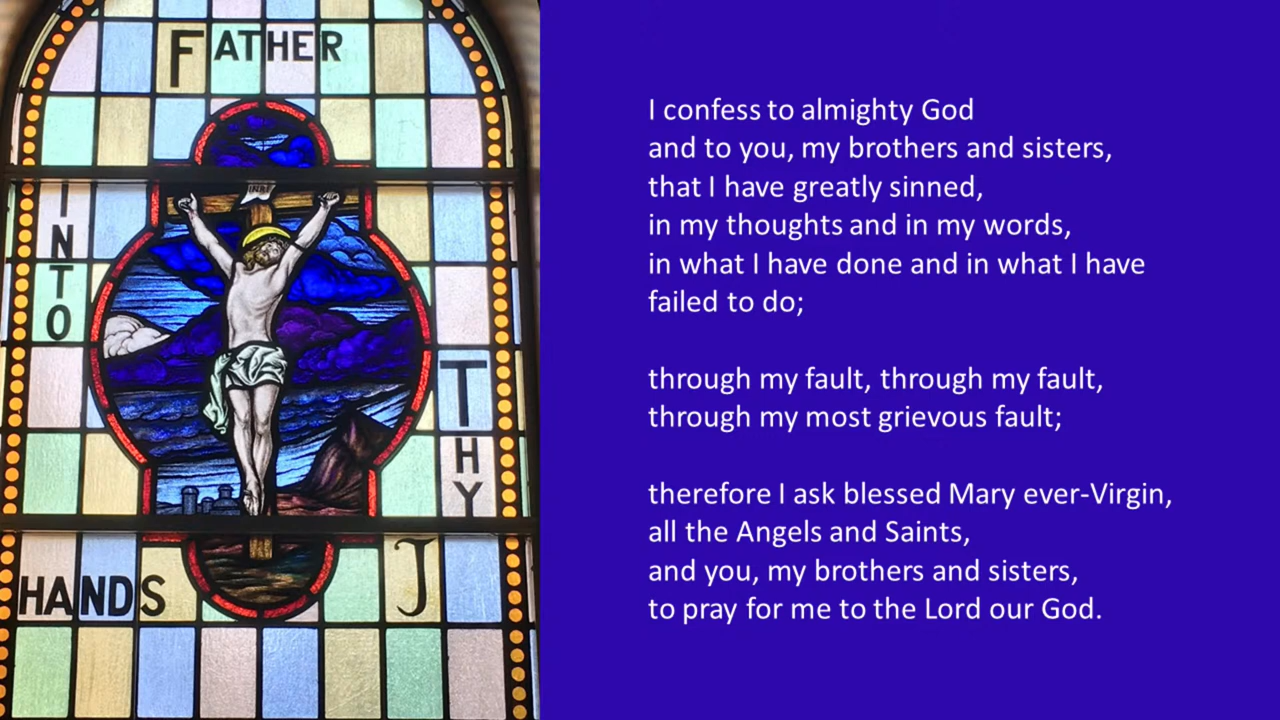 FATHER
INRI
INTO
THY
HANDS J
I confess to almighty God
and to you, my brothers and sisters,
that I have greatly sinned,
in my thoughts and in my words,
in what I have done and in what I have
failed to do;
through my fault, through my fault,
through my most grievous fault;
therefore I ask blessed Mary ever-Virgin,
all the Angels and Saints,
and you, my brothers and sisters,
to pray for me to the Lord our God.